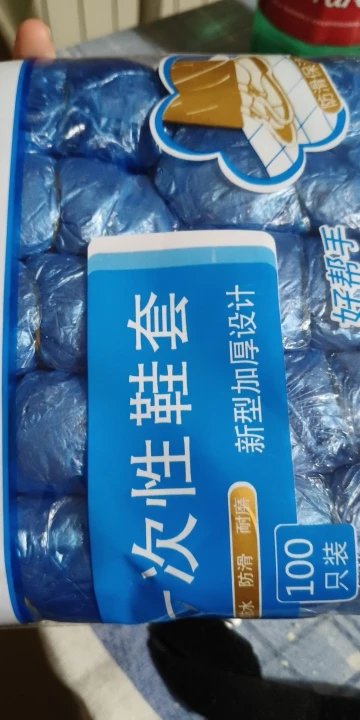 一次性鞋套
新型加厚设计
防滑 耐磨
100
只装
好帮手